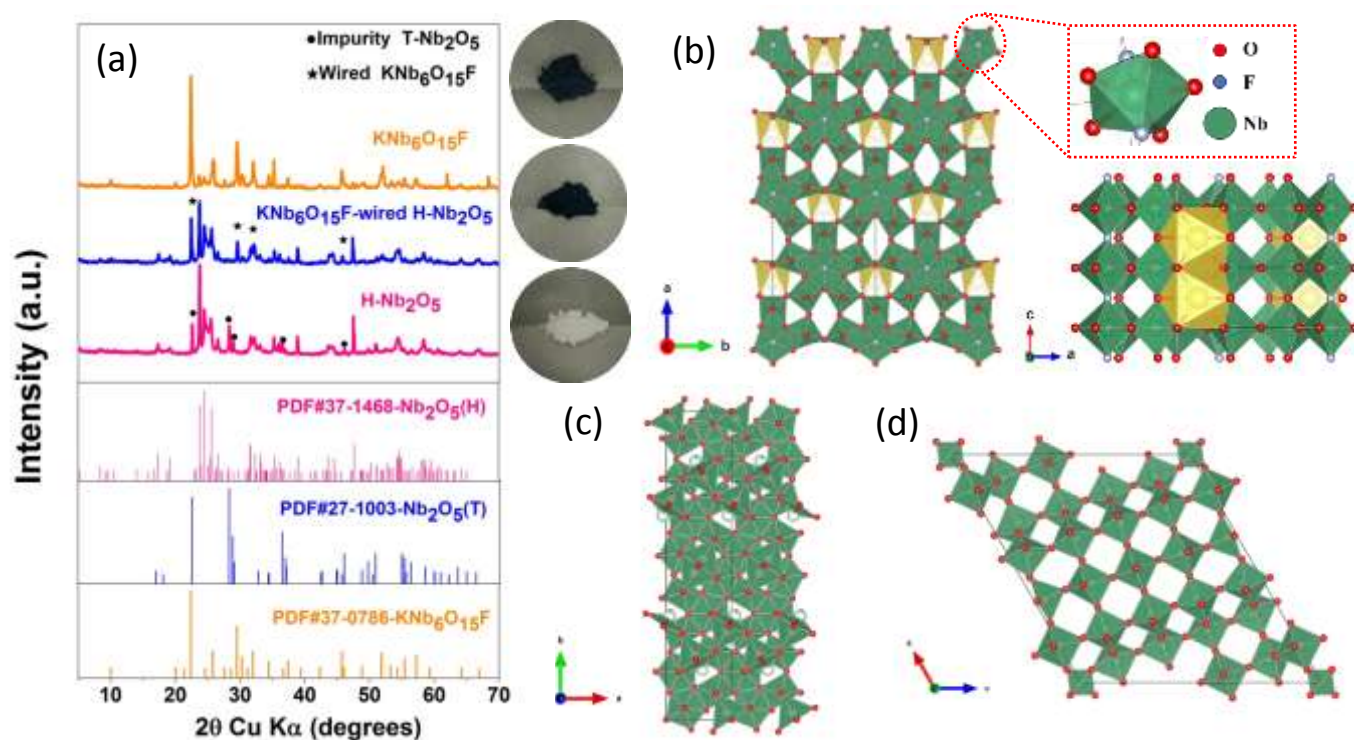 (a)
●Impurity T-Nb₂O₅
★Wired KNb₆O₁₅F
KNb₆O₁₅F
★
KNb₆O₁₅F-wired H-Nb₂O₅
★ ★ ★
H-Nb₂O₅
PDF#37-1468-Nb₂O₅(H)
PDF#27-1003-Nb₂O₅(T)
PDF#37-0786-KNb₆O₁₅F
Intensity (a.u.)
10 20 30 40 50 60 70
2θ Cu Kα (degrees)
(b)
O
F
Nb
a
b
c
a
(c)
(d)